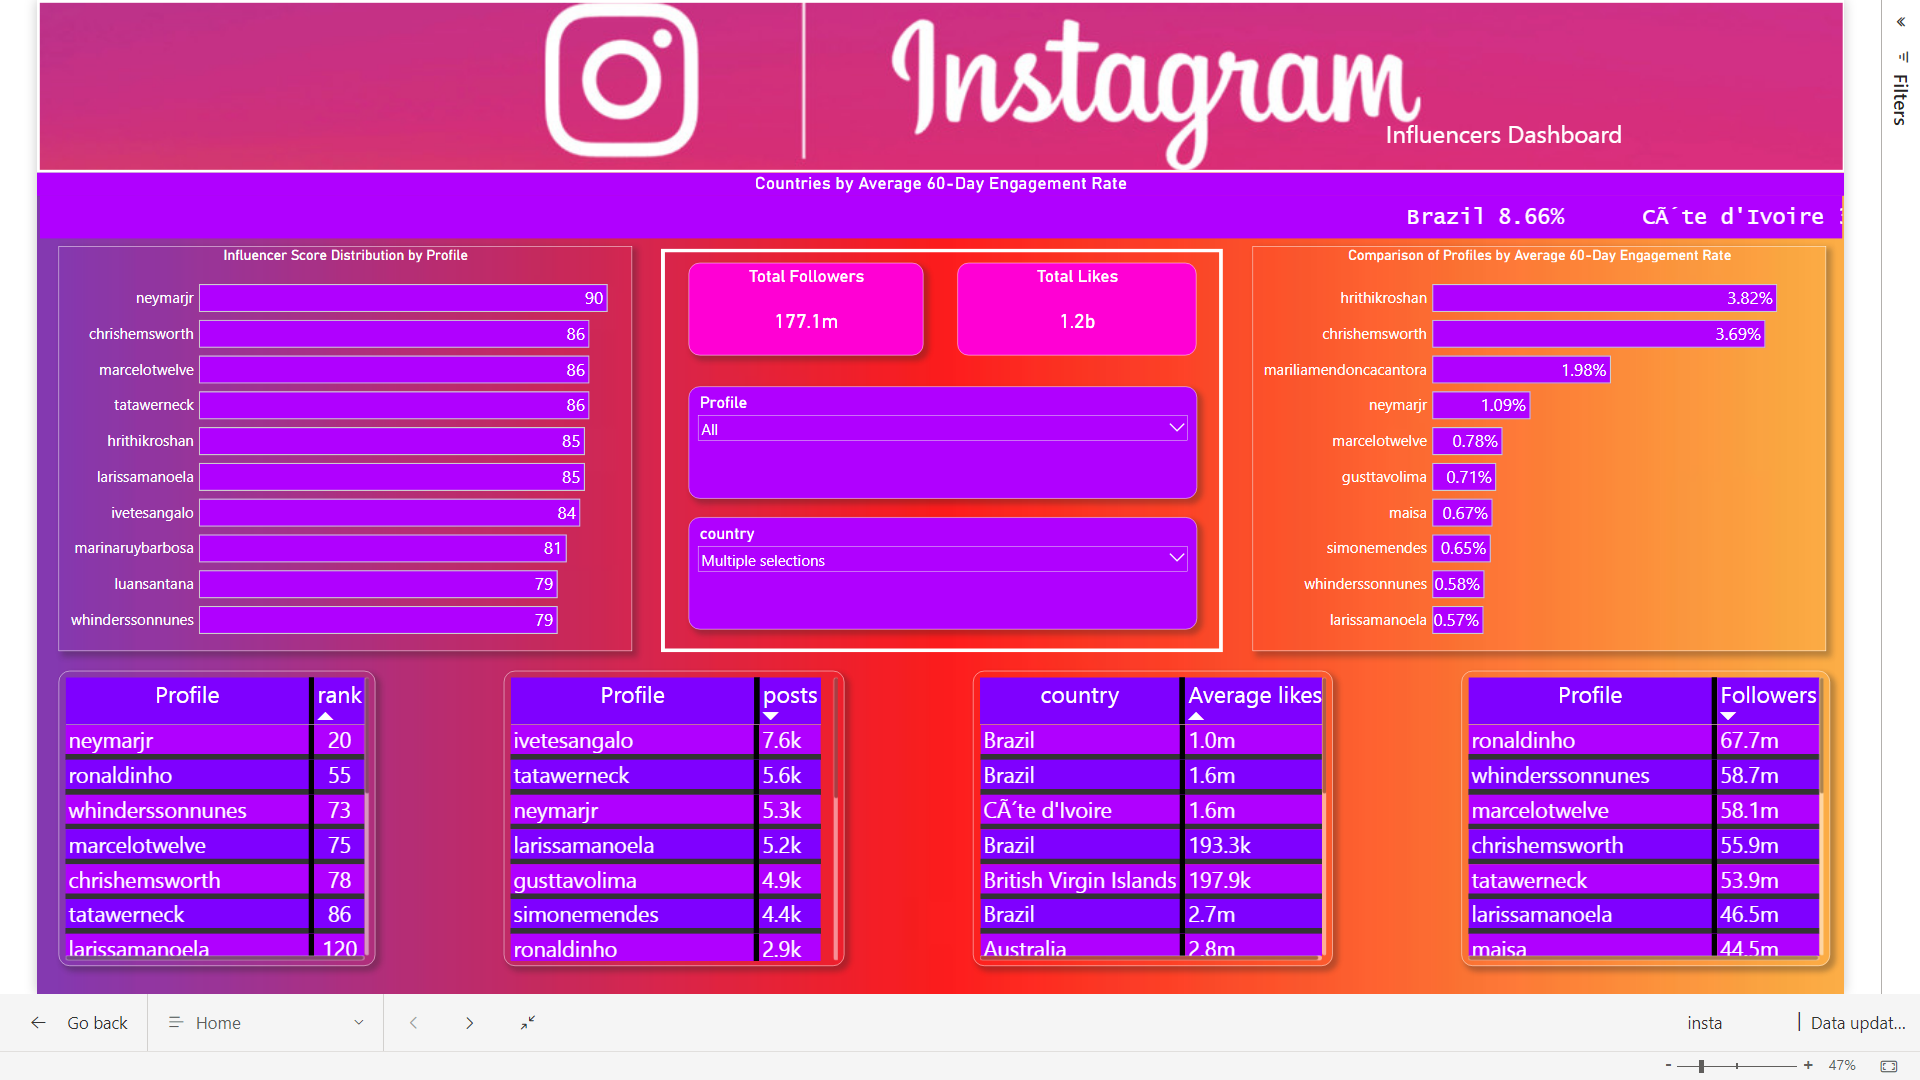 Instagram
Influencers Dashboard
Filters
Countries by Average 60-Day Engagement Rate
Brazil 8.66% CÃ´te d'Ivoire
Influencer Score Distribution by Profile
neymarjr 90
chrishemsworth 86
marcelotwelve 86
tatawerneck 86
hrithikroshan 85
larissamanoela 85
ivetesangalo 84
marinaruybarbosa 81
luansantana 79
whinderssonnunes 79
Total Followers
177.1m
Total Likes
1.2b
Profile
All
country
Multiple selections
Comparison of Profiles by Average 60-Day Engagement Rate
hrithikroshan 3.82%
chrishemsworth 3.69%
mariliamendoncacantora 1.98%
neymarjr 1.09%
marcelotwelve 0.78%
gusttavolima 0.71%
maisa 0.67%
simonemendes 0.65%
whinderssonnunes 0.58%
larissamanoela 0.57%
Profile rank
neymarjr 20
ronaldinho 55
whinderssonnunes 73
marcelotwelve 75
chrishemsworth 78
tatawerneck 86
larissamanoela 120
Profile posts
ivetesangalo 7.6k
tatawerneck 5.6k
neymarjr 5.3k
larissamanoela 5.2k
gusttavolima 4.9k
simonemendes 4.4k
ronaldinho 2.9k
country Average likes
Brazil 1.0m
Brazil 1.6m
CÃ´te d'Ivoire 1.6m
Brazil 193.3k
British Virgin Islands 197.9k
Brazil 2.7m
Australia 2.8m
Profile Followers
ronaldinho 67.7m
whinderssonnunes 58.7m
marcelotwelve 58.1m
chrishemsworth 55.9m
tatawerneck 53.9m
larissamanoela 46.5m
maisa 44.5m
Go back
Home
insta | Data updat...
- + 47%